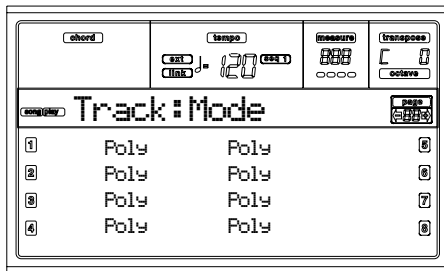 chord tempo measure transpose
ext link ♩= 120 seq 1 888 C 0
octave
song play Track:Mode page
1 Poly Poly 5
2 Poly Poly 6
3 Poly Poly 7
4 Poly Poly 8